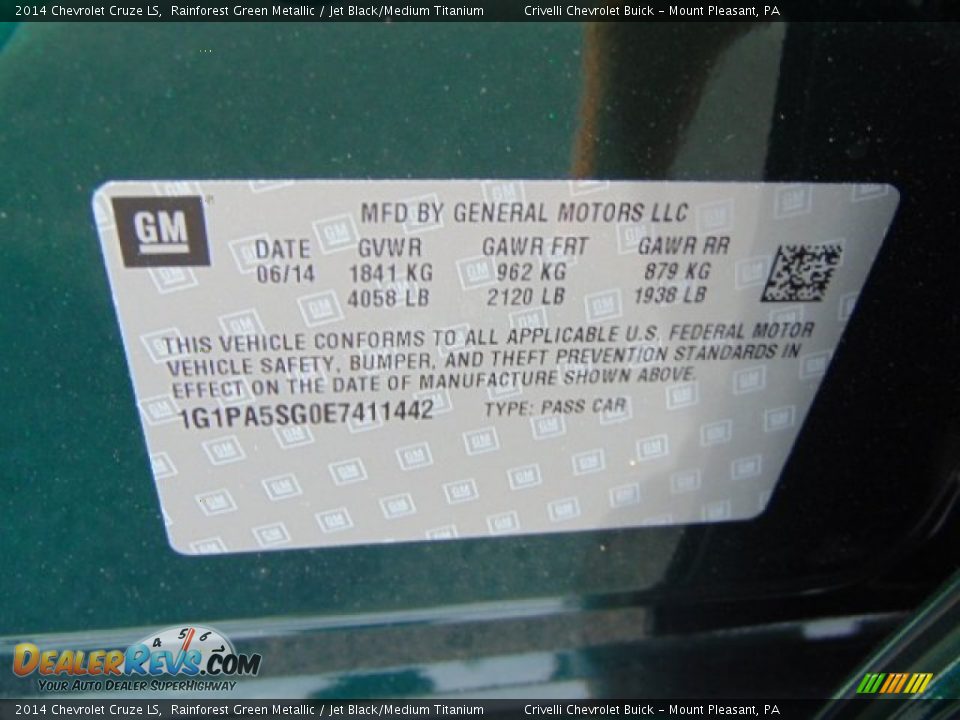 2014 Chevrolet Cruze LS, Rainforest Green Metallic / Jet Black/Medium Titanium Crivelli Chevrolet Buick - Mount Pleasant, PA
GM
MFD BY GENERAL MOTORS LLC
DATE GVWR GAWR FRT GAWR RR
06/14 1841 KG 962 KG 879 KG
4058 LB 2120 LB 1938 LB
THIS VEHICLE CONFORMS TO ALL APPLICABLE U.S. FEDERAL MOTOR
VEHICLE SAFETY, BUMPER, AND THEFT PREVENTION STANDARDS IN
EFFECT ON THE DATE OF MANUFACTURE SHOWN ABOVE.
1G1PA5SG0E7411442 TYPE: PASS CAR
4 5 6
DEALERREVS.COM
YOUR AUTO DEALER SUPERHIGHWAY
2014 Chevrolet Cruze LS, Rainforest Green Metallic / Jet Black/Medium Titanium Crivelli Chevrolet Buick - Mount Pleasant, PA